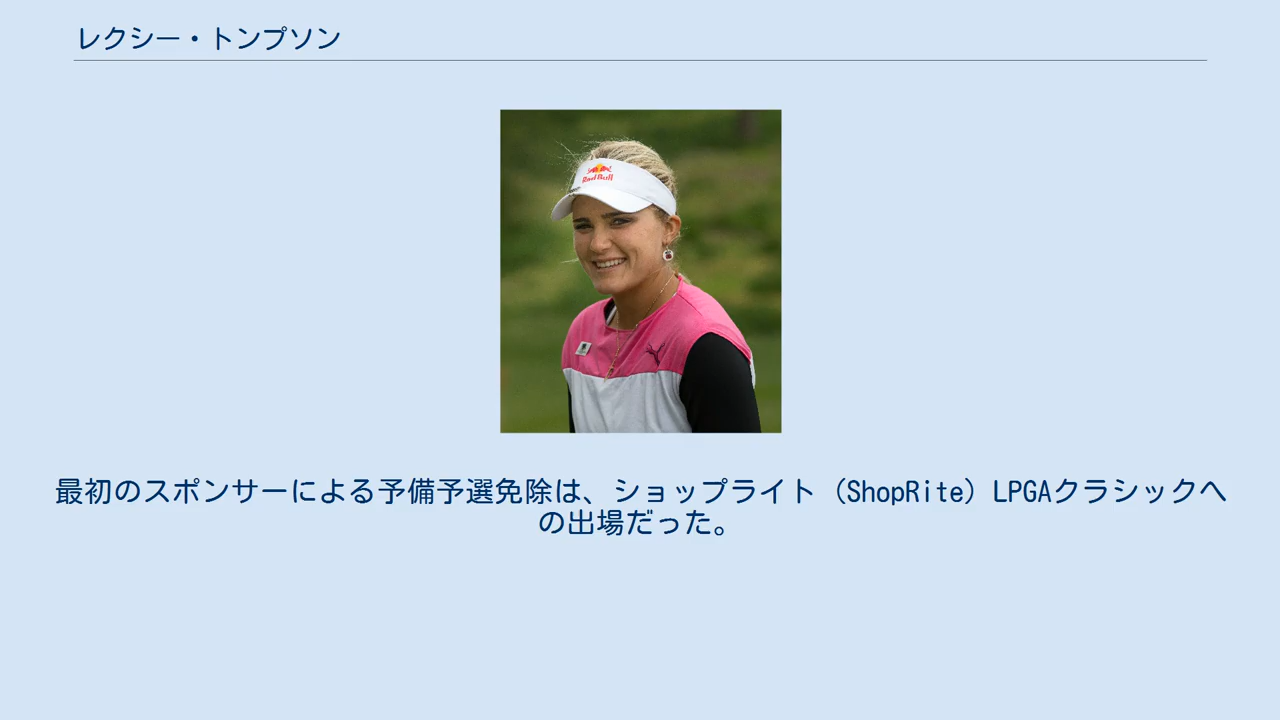 レクシー・トンプソン
Red Bull
最初のスポンサーによる予備予選免除は、ショップライト（ShopRite）LPGAクラシックへ
の出場だった。